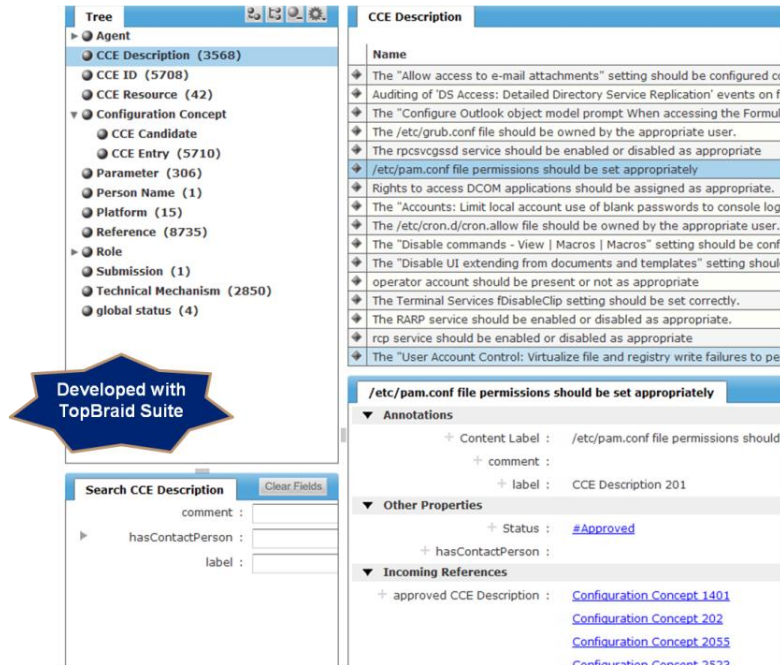 Tree
Agent
CCE Description (3568)
CCE ID (5708)
CCE Resource (42)
Configuration Concept
CCE Candidate
CCE Entry (5710)
Parameter (306)
Person Name (1)
Platform (15)
Reference (8735)
Role
Submission (1)
Technical Mechanism (2850)
global status (4)
Developed with
TopBraid Suite
Search CCE Description
Clear Fields
comment :
hasContactPerson :
label :
CCE Description
Name
The "Allow access to e-mail attachments" setting should be configured
Auditing of 'DS Access: Detailed Directory Service Replication' events on
The "Configure Outlook object model prompt When accessing the
The /etc/grub.conf file should be owned by the appropriate user.
The rpcsvcgssd service should be enabled or disabled as appropriate
/etc/pam.conf file permissions should be set appropriately
Rights to access DCOM applications should be assigned as appropriate.
The "Accounts: Limit local account use of blank passwords to console
The /etc/cron.d/cron.allow file should be owned by the appropriate user.
The "Disable commands - View | Macros | Macros" setting should be
The "Disable UI extending from documents and templates" setting
operator account should be present or not as appropriate
The Terminal Services fDisableClip setting should be set correctly.
The RARP service should be enabled or disabled as appropriate.
rcp service should be enabled or disabled as appropriate
The "User Account Control: Virtualize file and registry write failures to
/etc/pam.conf file permissions should be set appropriately
Annotations
Content Label : /etc/pam.conf file permissions should
comment :
label : CCE Description 201
Other Properties
Status : #Approved
hasContactPerson :
Incoming References
approved CCE Description : Configuration Concept 1401
Configuration Concept 202
Configuration Concept 2055
Configuration Concept 2523